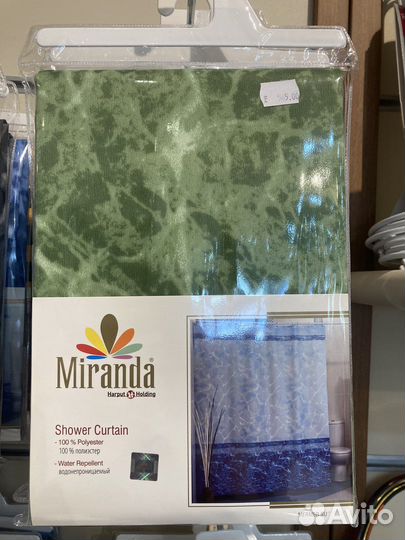 Miranda®
Harput Holding
Shower Curtain
- 100 % Polyester
100 % полиэстер
- Water Repellent
водонепроницаемый
Avito